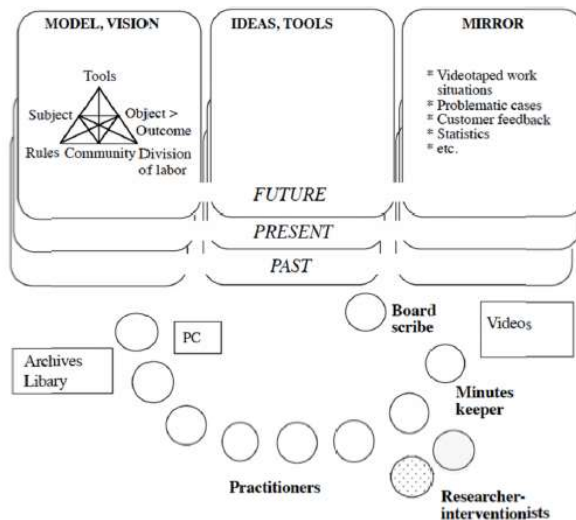 MODEL, VISION
IDEAS, TOOLS
MIRROR
Tools
Subject
Object >
Outcome
Rules
Community
Division
of labor
* Videotaped work
situations
* Problematic cases
* Customer feedback
* Statistics
* etc.
FUTURE
PRESENT
PAST
Board
scribe
Videos
PC
Archives
Libary
Minutes
keeper
Practitioners
Researcher-
interventionists